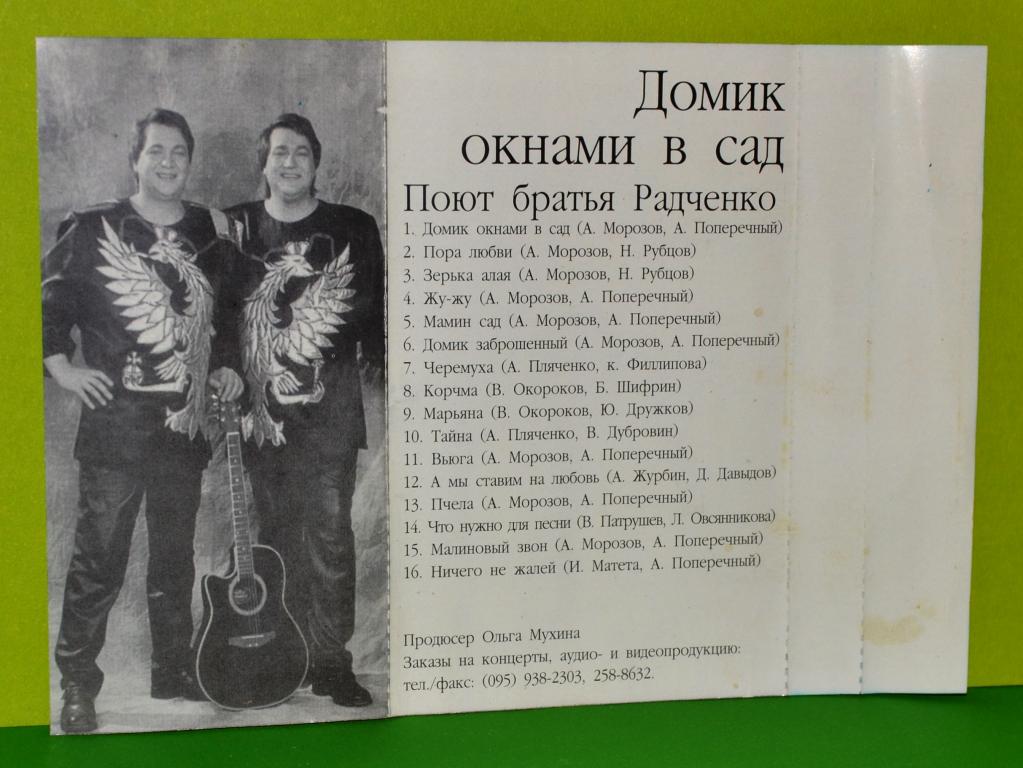 Домик
окнами в сад
Поют братья Радченко
1. Домик окнами в сад (А. Морозов, А. Поперечный)
2. Пора любви (А. Морозов, Н. Рубцов)
3. Зерька алая (А. Морозов, Н. Рубцов)
4. Жу-жу (А. Морозов, А. Поперечный)
5. Мамин сад (А. Морозов, А. Поперечный)
6. Домик заброшенный (А. Морозов, А. Поперечный)
7. Черемуха (А. Пляченко, к. Филлипова)
8. Корчма (В. Окороков, Б. Шифрин)
9. Марьяна (В. Окороков, Ю. Дружков)
10. Тайна (А. Пляченко, В. Дубровин)
11. Вьюга (А. Морозов, А. Поперечный)
12. А мы ставим на любовь (А. Журбин, Д. Давыдов)
13. Пчела (А. Морозов, А. Поперечный)
14. Что нужно для песни (В. Патрушев, Л. Овсянникова)
15. Малиновый звон (А. Морозов, А. Поперечный)
16. Ничего не жалей (И. Матета, А. Поперечный)
Продюсер Ольга Мухина
Заказы на концерты, аудио- и видеопродукцию:
тел./факс: (095) 938-2303, 258-8632.